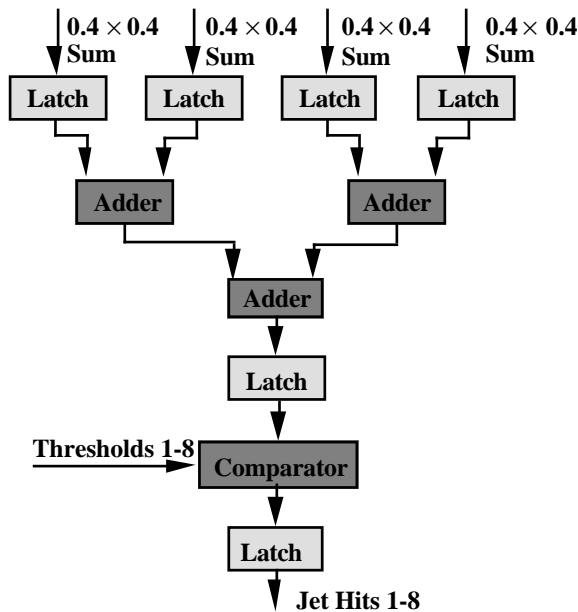 0.4 × 0.4
Sum
0.4 × 0.4
Sum
0.4 × 0.4
Sum
0.4 × 0.4
Sum
Latch
Latch
Latch
Latch
Adder
Adder
Adder
Latch
Thresholds 1-8
Comparator
Latch
Jet Hits 1-8